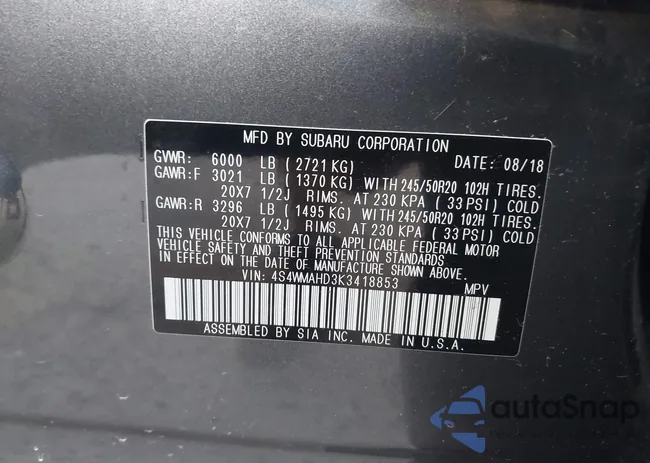 MFD BY SUBARU CORPORATION
GVWR: 6000 LB ( 2721 KG) DATE: 08/18
GAWR:F 3021 LB ( 1370 KG) WITH 245/50R20 102H TIRES.
20X7 1/2J RIMS. AT 230 KPA ( 33 PSI) COLD
GAWR:R 3296 LB ( 1495 KG) WITH 245/50R20 102H TIRES.
20X7 1/2J RIMS. AT 230 KPA ( 33 PSI) COLD
THIS VEHICLE CONFORMS TO ALL APPLICABLE FEDERAL MOTOR
VEHICLE SAFETY AND THEFT PREVENTION STANDARDS
IN EFFECT ON THE DATE OF MANUFACTURE SHOWN ABOVE.
VIN: 4S4WMAHD3K3418853 MPV
ASSEMBLED BY SIA INC. MADE IN U.S.A.
autoSnap